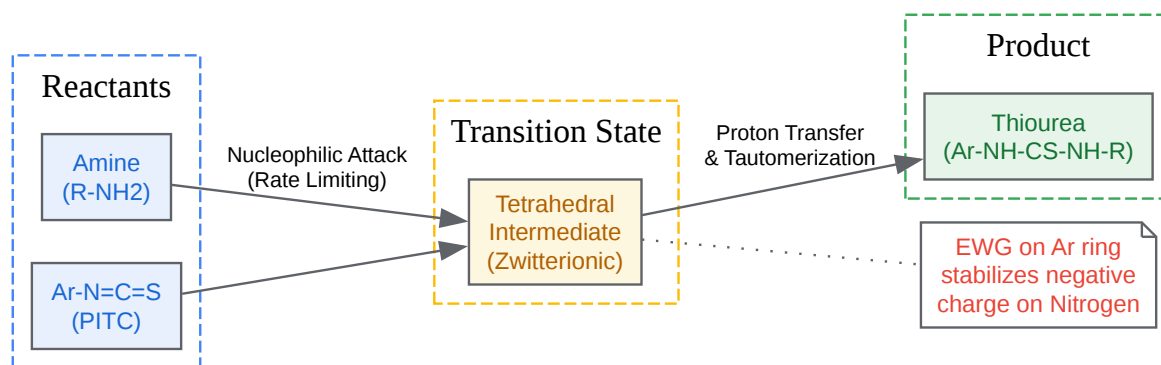 Reactants
Amine
(R-NH2)
Ar-N=C=S
(PITC)
Nucleophilic Attack
(Rate Limiting)
Transition State
Tetrahedral
Intermediate
(Zwitterionic)
Proton Transfer
& Tautomerization
Product
Thiourea
(Ar-NH-CS-NH-R)
EWG on Ar ring
stabilizes negative
charge on Nitrogen